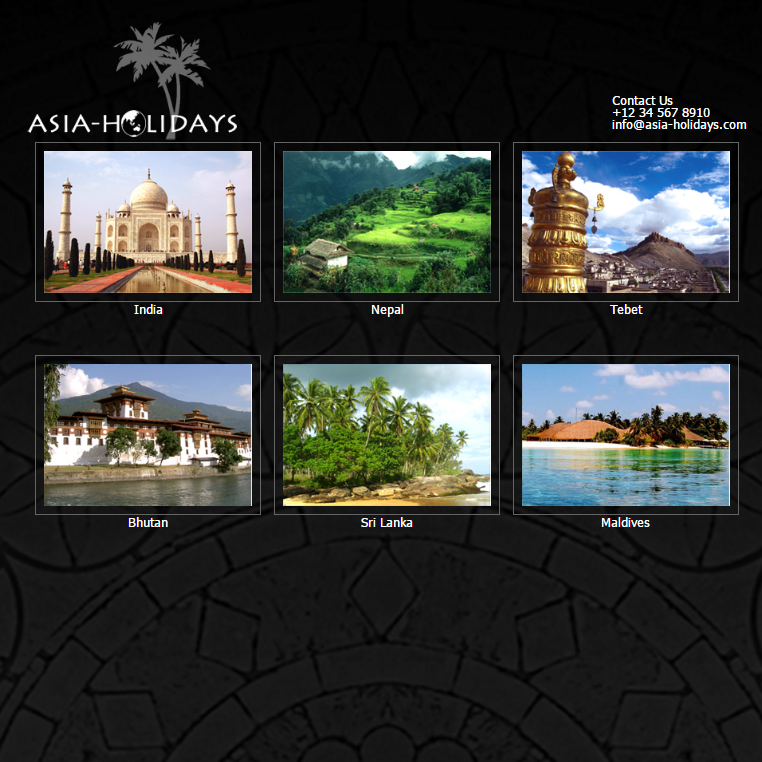 ASIA-HOLIDAYS
Contact Us
+12 34 567 8910
info@asia-holidays.com
India
Nepal
Tebet
Bhutan
Sri Lanka
Maldives